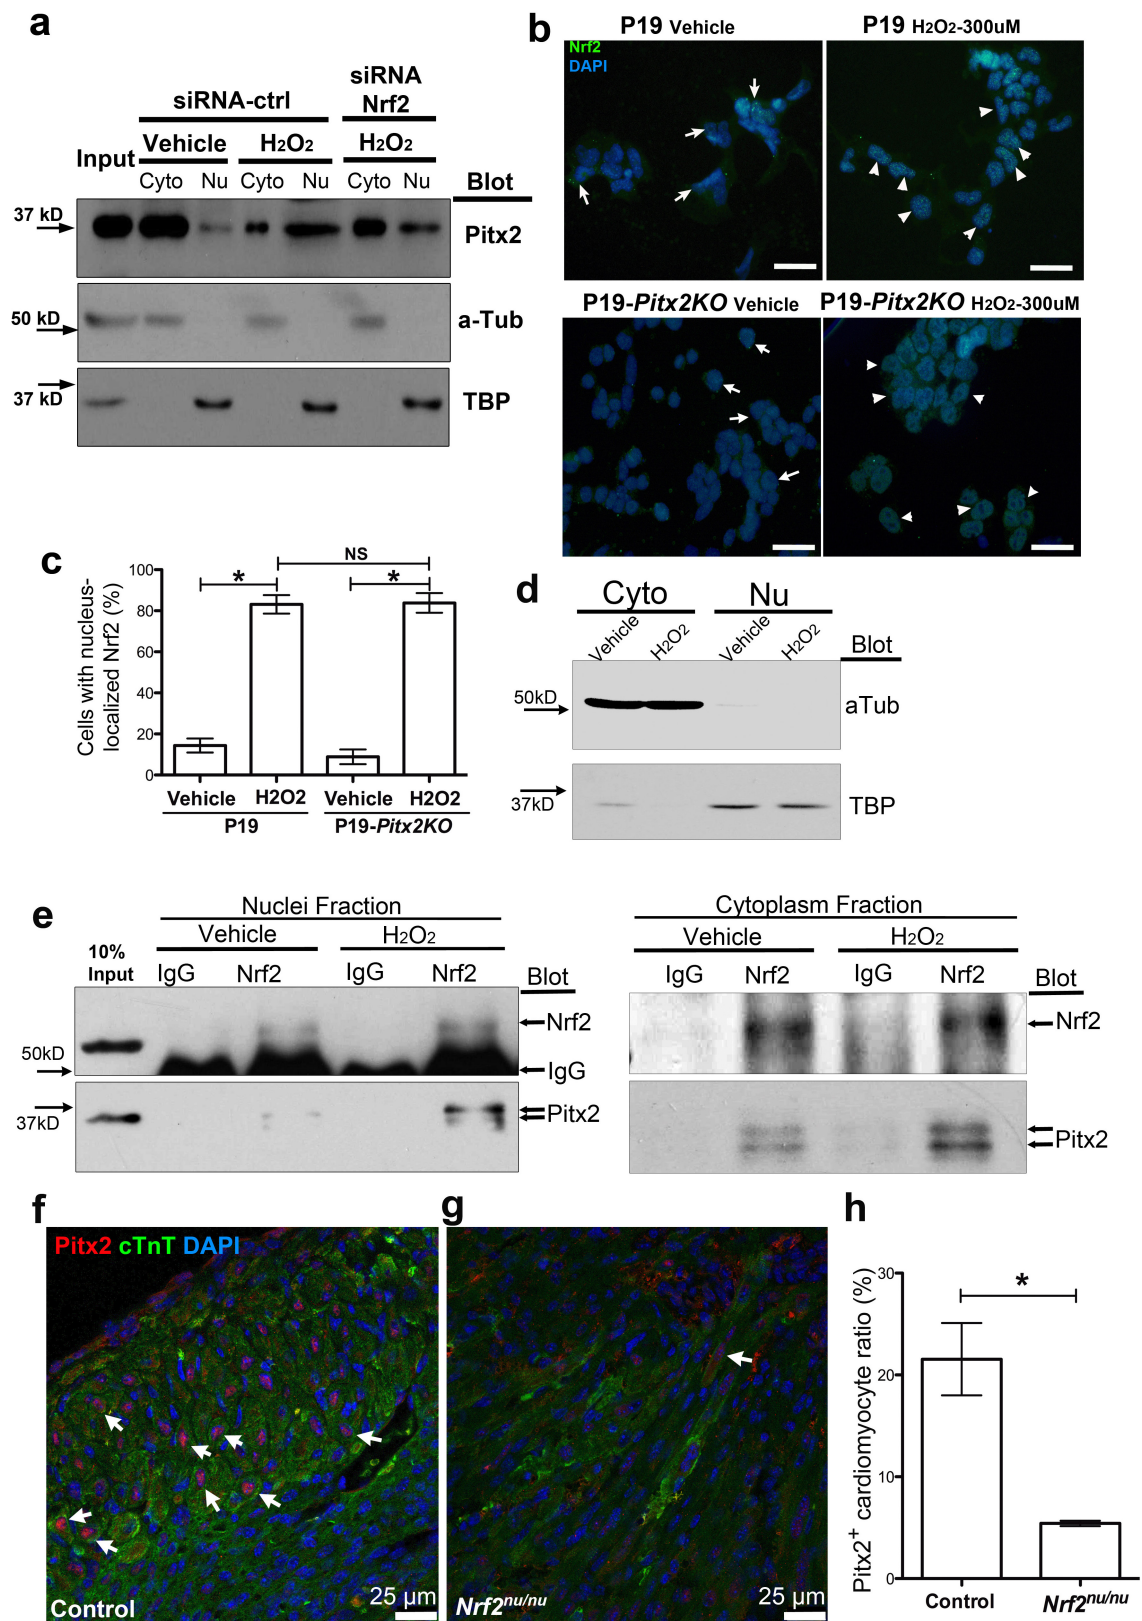 a
siRNA-ctrl
siRNA
Nrf2
Input
Vehicle
H2O2
H2O2
Cyto Nu Cyto Nu Cyto Nu
Blot
37 kD
Pitx2
50 kD
a-Tub
37 kD
TBP
b
P19 Vehicle
P19 H2O2-300uM
Nrf2
DAPI
P19-Pitx2KO Vehicle
P19-Pitx2KO H2O2-300uM
c
Cells with nucleus-
localized Nrf2 (%)
100
80
60
40
20
0
*
NS
*
Vehicle H2O2 Vehicle H2O2
P19
P19-Pitx2KO
d
Cyto Nu
Vehicle H2O2 Vehicle H2O2
Blot
50kD
aTub
37kD
TBP
e
Nuclei Fraction
Vehicle H2O2
10%
Input
IgG Nrf2 IgG Nrf2
Blot
Nrf2
50kD
IgG
37kD
Pitx2
Cytoplasm Fraction
Vehicle H2O2
IgG Nrf2 IgG Nrf2
Blot
Nrf2
Pitx2
f
Pitx2 cTnT DAPI
Control
25 µm
g
Nrf2nu/nu
25 µm
h
Pitx2+ cardiomyocyte ratio (%)
30
20
10
0
*
Control
Nrf2nu/nu